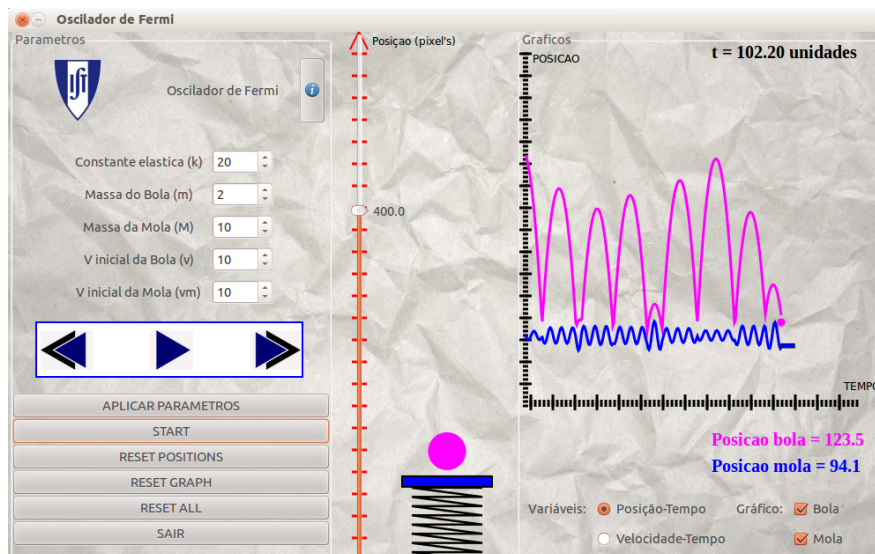 Oscilador de Fermi
Parametros
IST
Oscilador de Fermi
Constante elastica (k) 20
Massa do Bola (m) 2
Massa da Mola (M) 10
V inicial da Bola (v) 10
V inicial da Mola (vm) 10
APLICAR PARAMETROS
START
RESET POSITIONS
RESET GRAPH
RESET ALL
SAIR
Posiçao (pixel's)
400.0
Graficos
POSICAO
t = 102.20 unidades
TEMPO
Posicao bola = 123.5
Posicao mola = 94.1
Variáveis: Posição-Tempo Gráfico: Bola
Velocidade-Tempo Mola